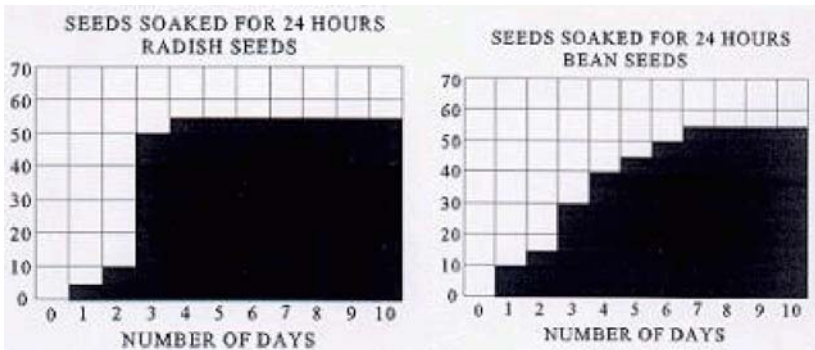 SEEDS SOAKED FOR 24 HOURS
RADISH SEEDS
70
60
50
40
30
20
10
0
0 1 2 3 4 5 6 7 8 9 10
NUMBER OF DAYS
SEEDS SOAKED FOR 24 HOURS
BEAN SEEDS
70
60
50
40
30
20
10
0
0 1 2 3 4 5 6 7 8 9 10
NUMBER OF DAYS